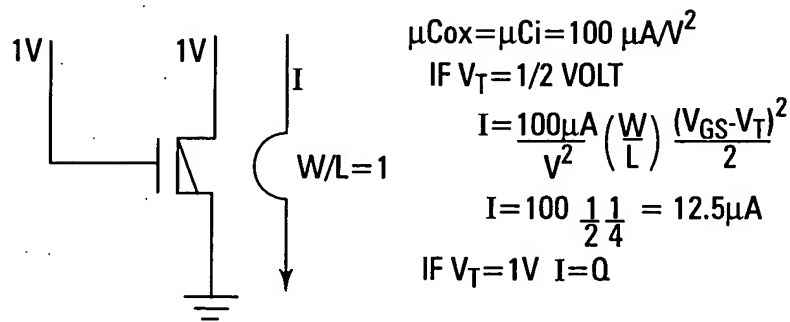 1V
1V
I
W/L=1
μCox=μCi=100 μA/V²
IF V_T=1/2 VOLT
I=100μA/V² (W/L) (V_GS-V_T)²/2
I=100 1/2 1/4 = 12.5μA
IF V_T=1V I=0